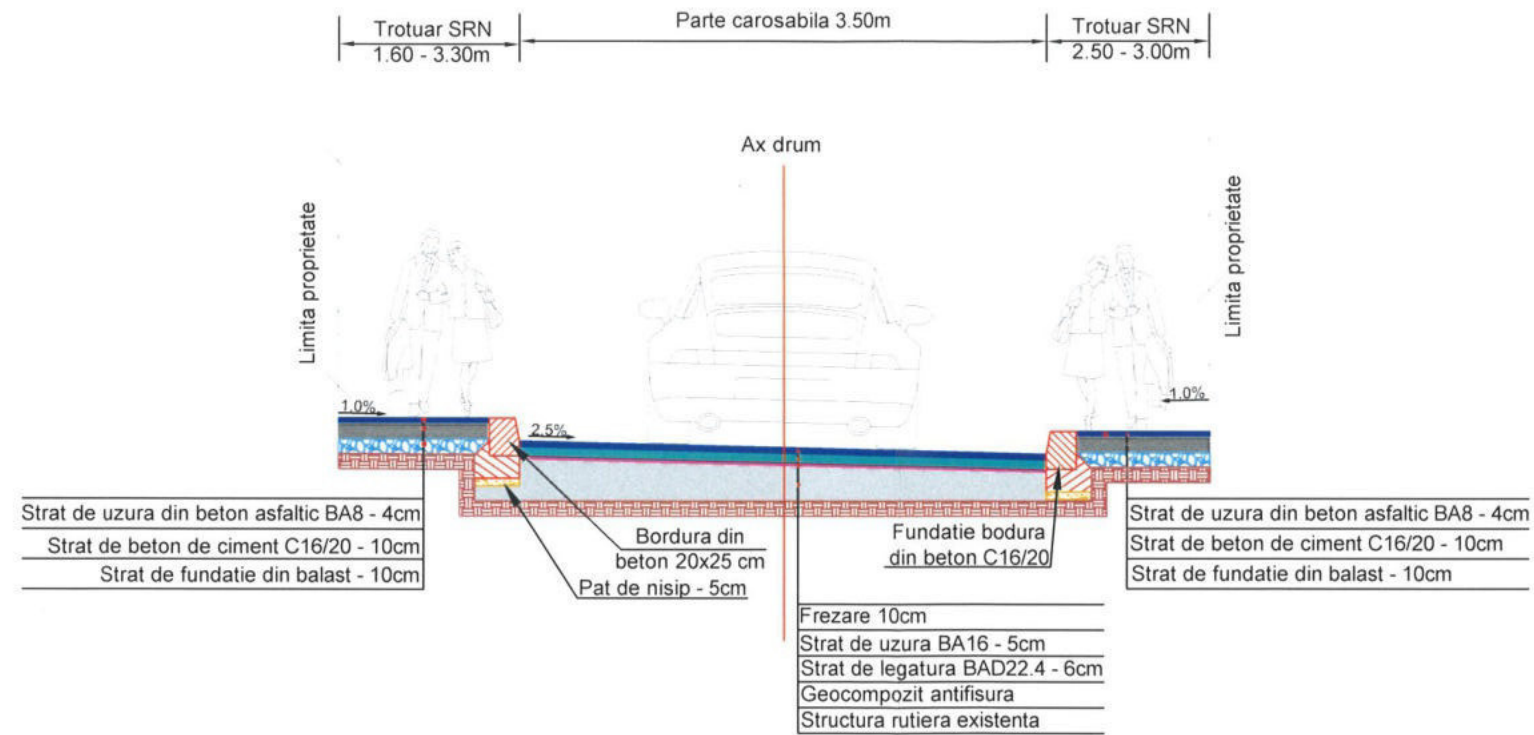 Trotuar SRN
1.60 - 3.30m
Parte carosabila 3.50m
Trotuar SRN
2.50 - 3.00m
Ax drum
Limita proprietate
Limita proprietate
1.0%
2.5%
1.0%
Strat de uzura din beton asfaltic BA8 - 4cm
Strat de beton de ciment C16/20 - 10cm
Strat de fundatie din balast - 10cm
Bordura din
beton 20x25 cm
Pat de nisip - 5cm
Fundatie bodura
din beton C16/20
Strat de uzura din beton asfaltic BA8 - 4cm
Strat de beton de ciment C16/20 - 10cm
Strat de fundatie din balast - 10cm
Frezare 10cm
Strat de uzura BA16 - 5cm
Strat de legatura BAD22.4 - 6cm
Geocompozit antifisura
Structura rutiera existenta